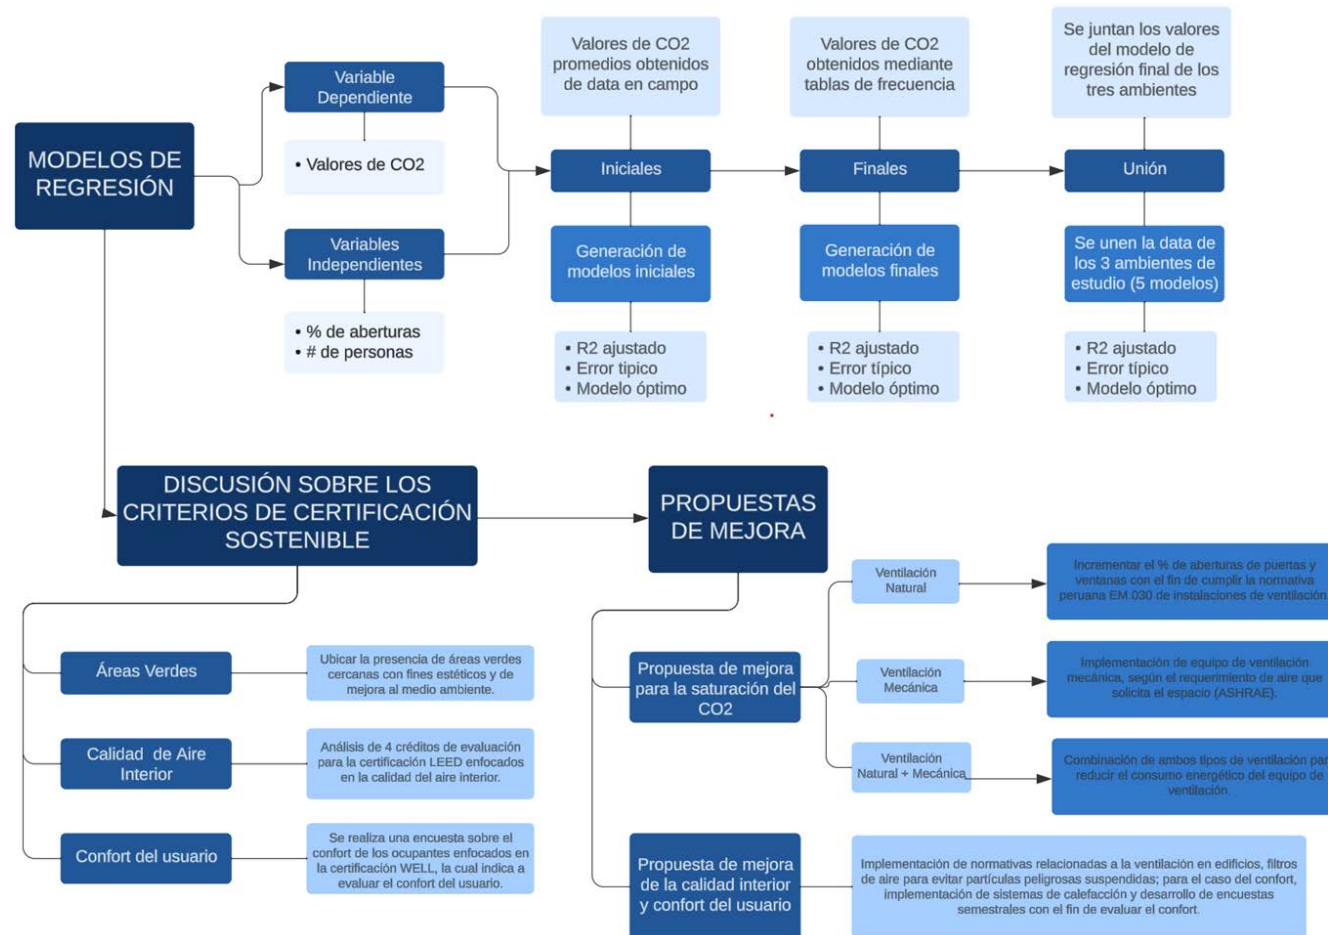 MODELOS DE
REGRESIÓN
Variable
Dependiente
• Valores de CO2
Variables
Independientes
• % de aberturas
• # de personas
Valores de CO2
promedios obtenidos
de data en campo
Iniciales
Generación de
modelos iniciales
• R2 ajustado
• Error tipico
• Modelo óptimo
Valores de CO2
obtenidos mediante
tablas de frecuencia
Finales
Generación de
modelos finales
• R2 ajustado
• Error típico
• Modelo óptimo
Se juntan los valores
del modelo de
regresión final de los
tres ambientes
Unión
Se unen la data de
los 3 ambientes de
estudio (5 modelos)
• R2 ajustado
• Error típico
• Modelo óptimo
DISCUSIÓN SOBRE LOS
CRITERIOS DE CERTIFICACIÓN
SOSTENIBLE
Áreas Verdes
Ubicar la presencia de áreas verdes
cercanas con fines estéticos y de
mejora al medio ambiente.
Calidad de Aire
Interior
Análisis de 4 créditos de evaluación
para la certificación LEED enfocados
en la calidad del aire interior.
Confort del usuario
Se realiza una encuesta sobre el
confort de los ocupantes enfocados en
la certificación WELL, la cual indica a
evaluar el confort del usuario.
PROPUESTAS
DE MEJORA
Propuesta de mejora
para la saturación del
CO2
Ventilación
Natural
Incrementar el % de aberturas de puertas y
ventanas con el fin de cumplir la normativa
peruana EM.030 de instalaciones de ventilación.
Ventilación
Mecánica
Implementación de equipo de ventilación
mecánica, según el requerimiento de aire que
solicita el espacio (ASHRAE).
Ventilación
Natural + Mecánica
Combinación de ambos tipos de ventilación par
reducir el consumo energético del equipo de
ventilación.
Propuesta de mejora
de la calidad interior
y confort del usuario
Implementación de normativas relacionadas a la ventilación en edificios, filtros
de aire para evitar partículas peligrosas suspendidas; para el caso del confort,
implementación de sistemas de calefacción y desarrollo de encuestas
semestrales con el fin de evaluar el confort.